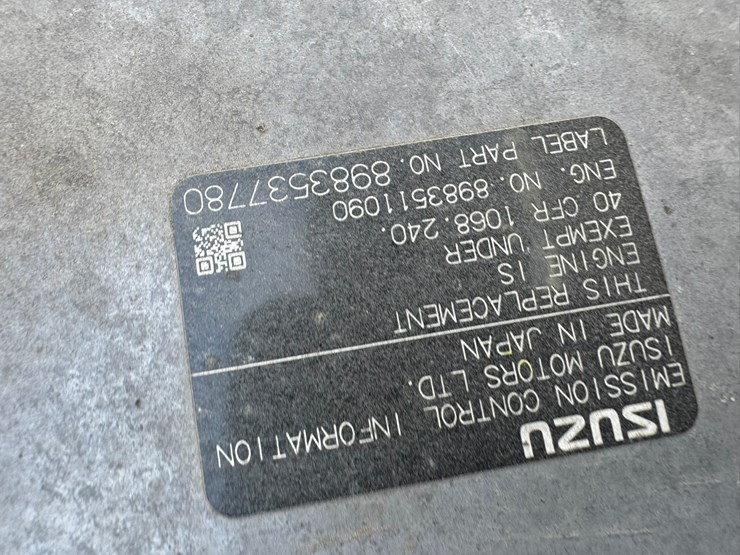 ISUZU
EMISSION CONTROL INFORMATION
ISUZU MOTORS LTD.
MADE IN JAPAN
THIS REPLACEMENT
ENGINE IS
EXEMPT UNDER
40 CFR 1068.240.
ENG. NO. 8983511090
LABEL PART NO. 8983537780